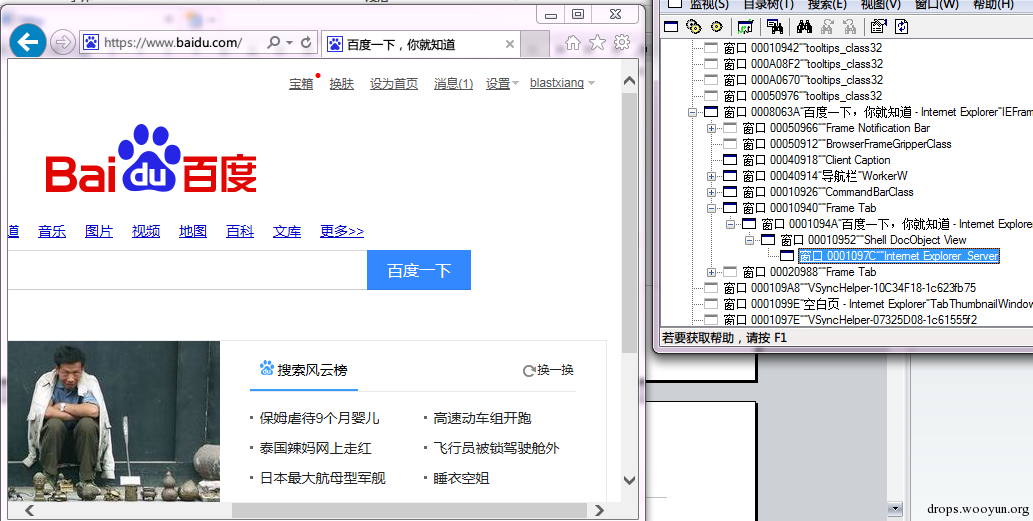 https://www.baidu.com/
百度一下，你就知道
宝箱 换肤 设为首页 消息(1) 设置 blastxiang
Bai du 百度
音乐 图片 视频 地图 百科 文库 更多>>
百度一下
搜索风云榜 换一换
保姆虐待9个月婴儿 高速动车组开跑
泰国辣妈网上走红 飞行员被锁驾驶舱外
日本最大航母型军舰 睡衣空姐
监视(S) 目录树(T) 搜索(E) 视图(V) 窗口(W) 帮助(H)
窗口 00010942""tooltips_class32
窗口 000A08F2""tooltips_class32
窗口 000A0670""tooltips_class32
窗口 00050976""tooltips_class32
窗口 0008063A"百度一下，你就知道 - Internet Explorer"IEFram
窗口 00050966""Frame Notification Bar
窗口 00050912""BrowserFrameGripperClass
窗口 00040918""Client Caption
窗口 00040914"导航栏"WorkerW
窗口 00010926""CommandBarClass
窗口 00010940""Frame Tab
窗口 0001094A"百度一下，你就知道 - Internet Explorer
窗口 00010952""Shell DocObject View
窗口 0001097C""Internet Explorer_Server
窗口 00020988""Frame Tab
窗口 000109A8""VSyncHelper-10C34F18-1c623fb75
窗口 0001099E"空白页 - Internet Explorer"TabThumbnailWindow
窗口 0001097E""VSyncHelper-07325D08-1c61555f2
若要获取帮助，请按 F1
drops.wooyun.org